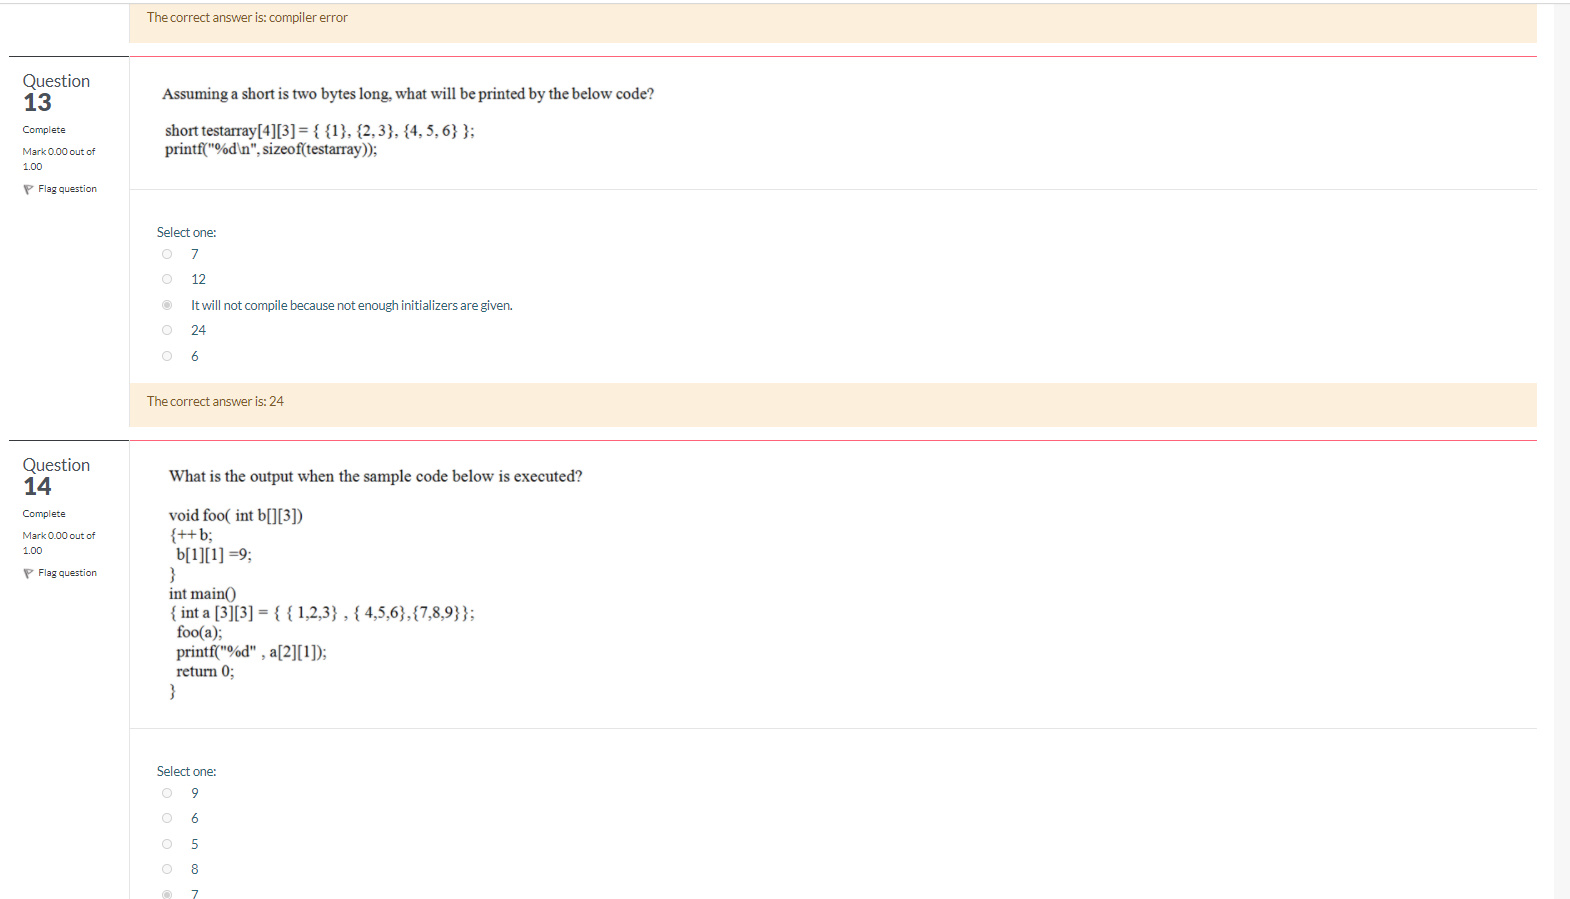 The correct answer is: compiler error
Question
13
Complete
Mark 0.00 out of
1.00
Flag question
Assuming a short is two bytes long, what will be printed by the below code?
short testarray[4][3] = { {1}, {2, 3}, {4, 5, 6} };
printf("%d\n", sizeof(testarray));
Select one:
7
12
It will not compile because not enough initializers are given.
24
6
The correct answer is: 24
Question
14
Complete
Mark 0.00 out of
1.00
Flag question
What is the output when the sample code below is executed?
void foo( int b[][3])
{++b;
b[1][1] =9;
}
int main()
{ int a [3][3] = { { 1,2,3} , { 4,5,6},{7,8,9}};
foo(a);
printf("%d" , a[2][1]);
return 0;
}
Select one:
9
6
5
8
7